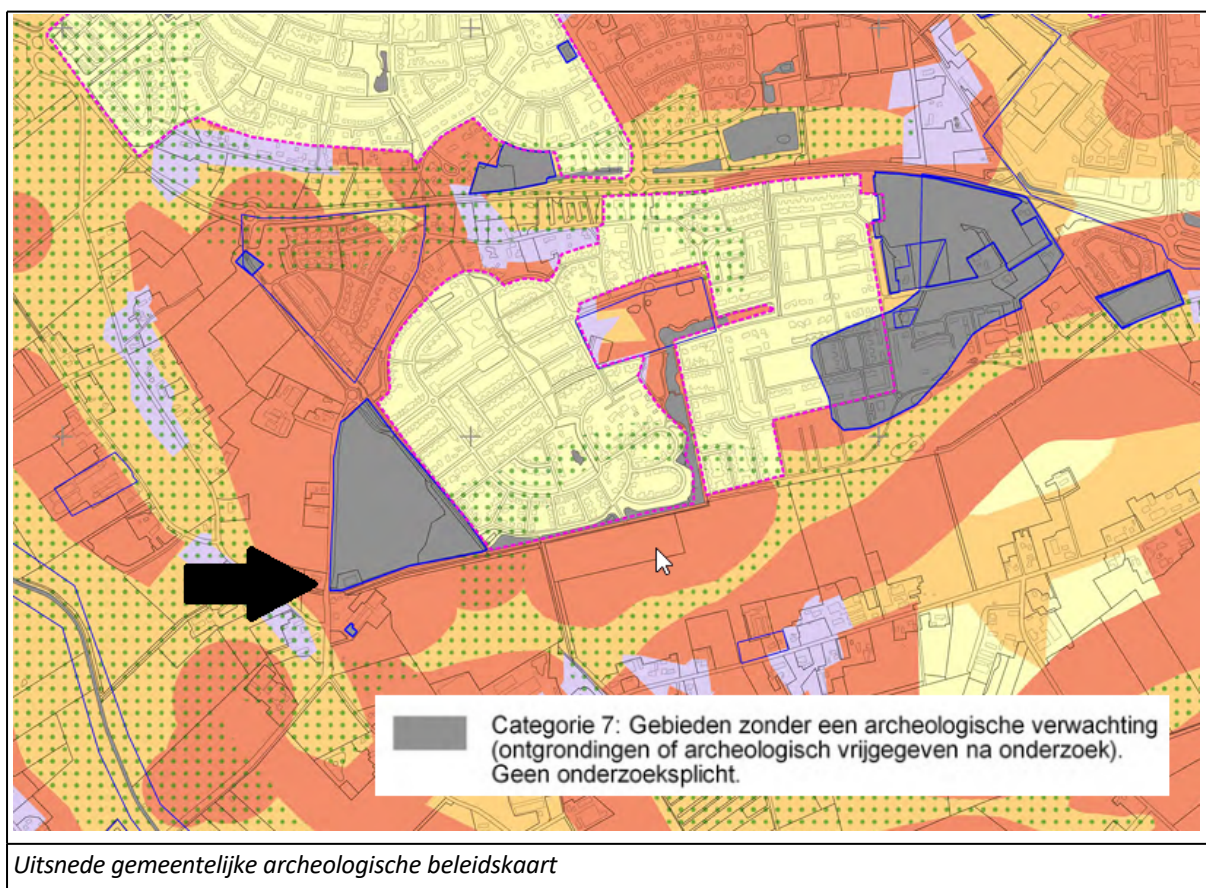 Categorie 7: Gebieden zonder een archeologische verwachting
(ontgrondingen of archeologisch vrijgegeven na onderzoek).
Geen onderzoeksplicht.
Uitsnede gemeentelijke archeologische beleidskaart